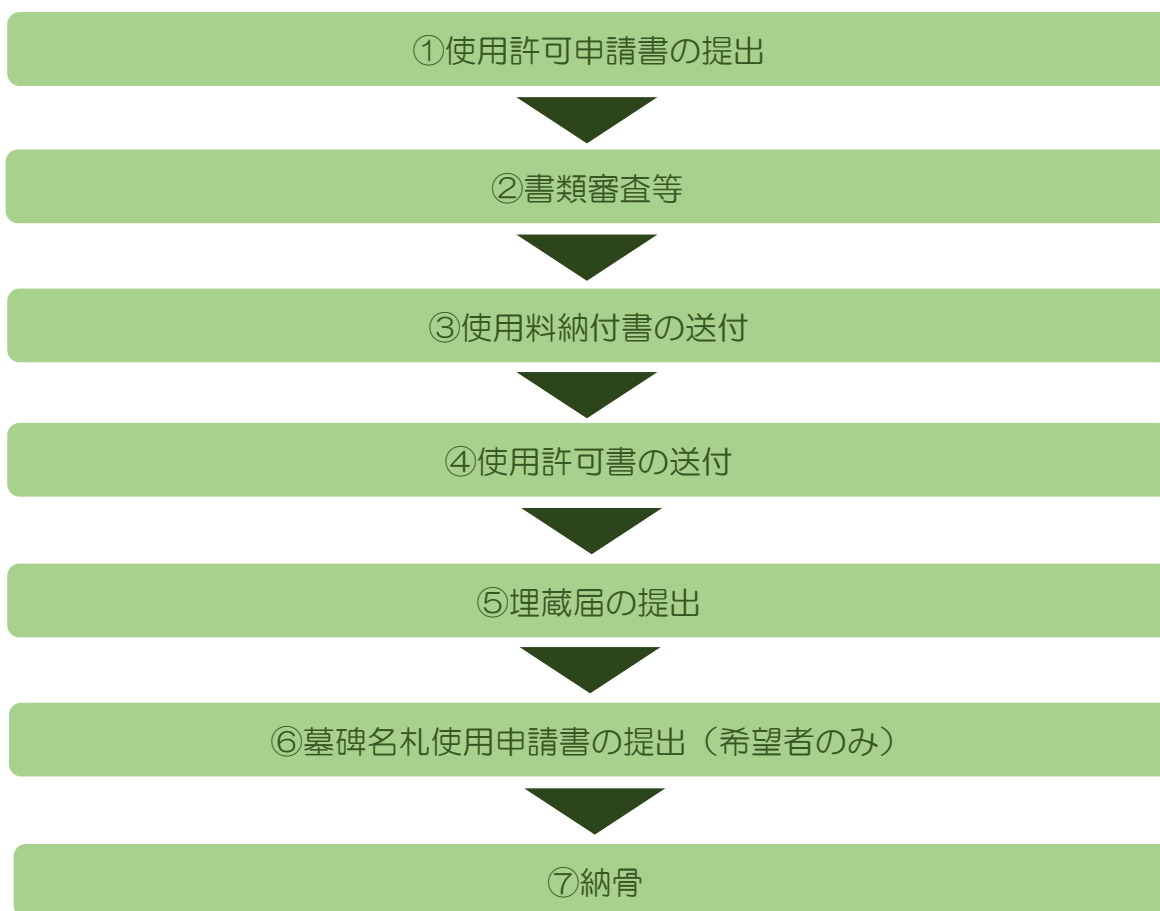 ①使用許可申請書の提出
②書類審査等
③使用料納付書の送付
④使用許可書の送付
⑤埋蔵届の提出
⑥墓碑名札使用申請書の提出（希望者のみ）
⑦納骨